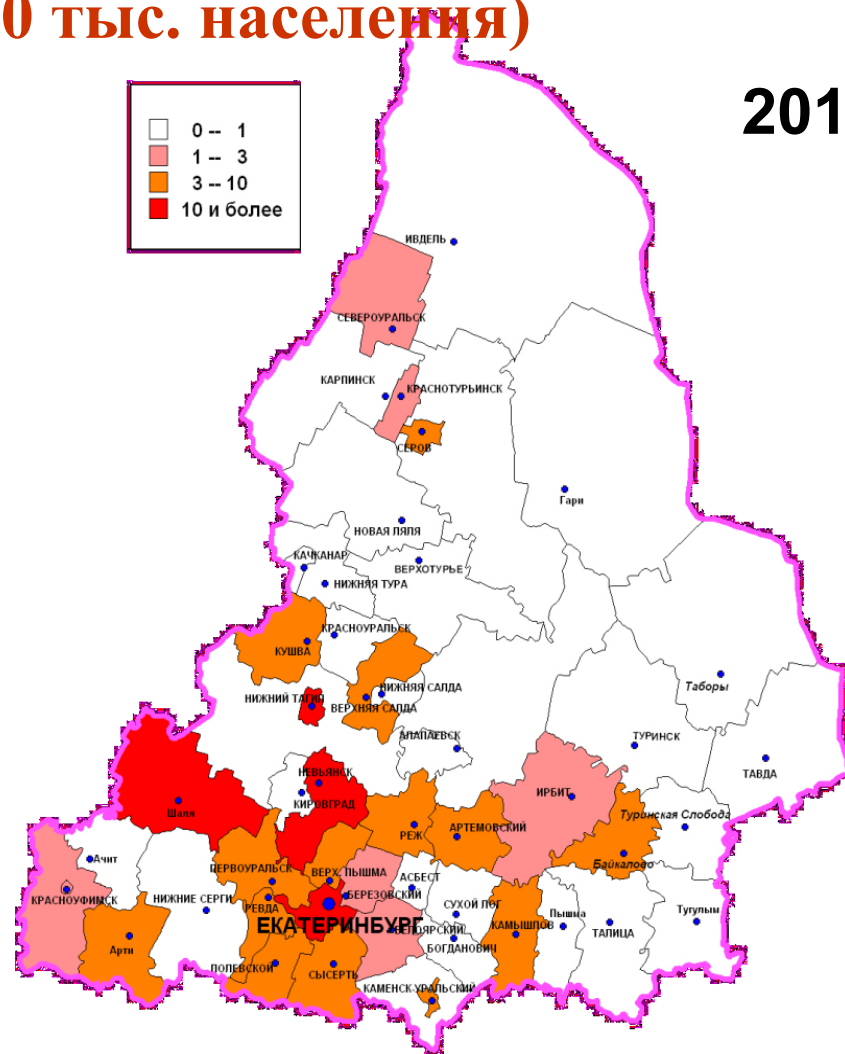 0 тыс. населения)
201
0 -- 1
1 -- 3
3 -- 10
10 и более
ИВДЕЛЬ
СЕВЕРОУРАЛЬСК
КАРПИНСК
КРАСНОТУРЬИНСК
СЕРОВ
Гари
НОВАЯ ЛЯЛЯ
КАЧКАНАР
ВЕРХОТУРЬЕ
НИЖНЯЯ ТУРА
КРАСНОУРАЛЬСК
КУШВА
НИЖНЯЯ САЛДА
Таборы
НИЖНИЙ ТАГИЛ
ВЕРХНЯЯ САЛДА
АЛАПАЕВСК
ТУРИНСК
ТАВДА
НЕВЬЯНСК
ИРБИТ
КИРОВГРАД
Шаля
Туринская Слобода
РЕЖ
АРТЕМОВСКИЙ
Ачит
Байкалово
ПЕРВОУРАЛЬСК
ВЕРХ. ПЫШМА
АСБЕСТ
КРАСНОУФИМСК
НИЖНИЕ СЕРГИ
БЕРЕЗОВСКИЙ
РЕВДА
СУХОЙ ЛОГ
Пышма
Тугулым
ЕКАТЕРИНБУРГ
БЕЛОЯРСКИЙ
КАМЫШЛОВ
ТАЛИЦА
Арти
БОГДАНОВИЧ
ПОЛЕВСКОЙ
СЫСЕРТЬ
КАМЕНСК-УРАЛЬСКИЙ